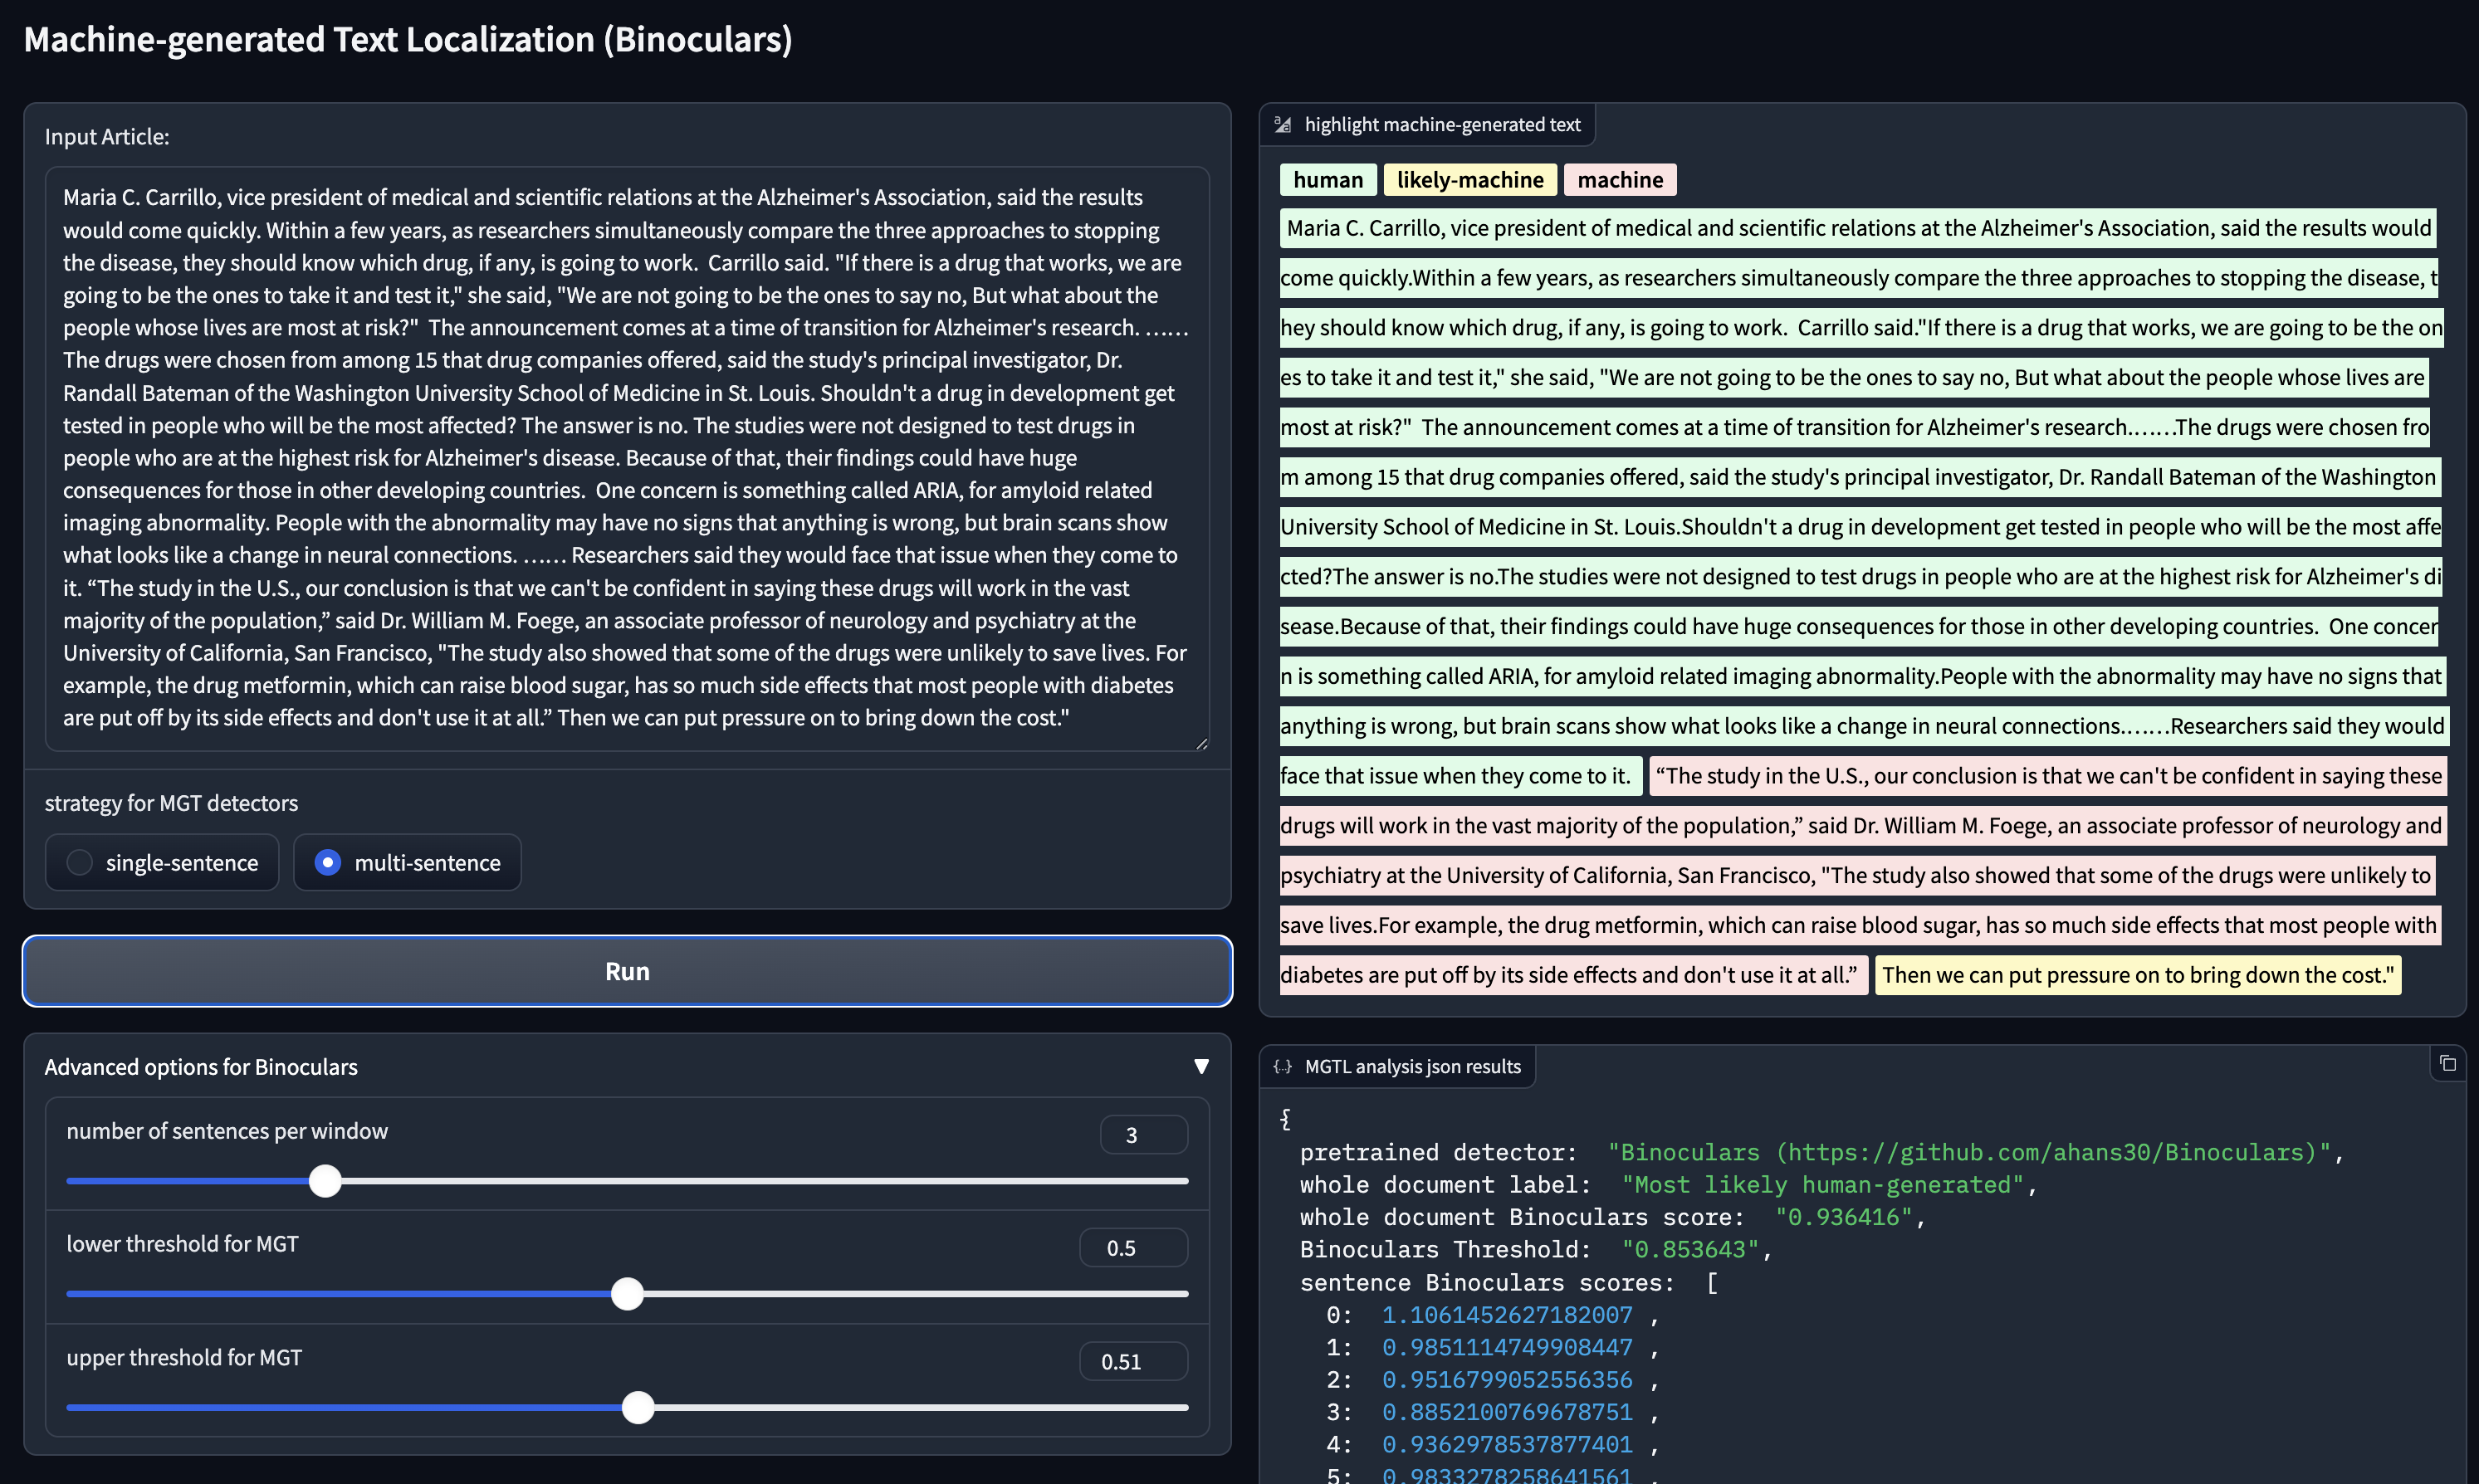 Machine-generated Text Localization (Binoculars)
Input Article:
Maria C. Carrillo, vice president of medical and scientific relations at the Alzheimer's Association, said the results
would come quickly. Within a few years, as researchers simultaneously compare the three approaches to stopping
the disease, they should know which drug, if any, is going to work.  Carrillo said. "If there is a drug that works, we are
going to be the ones to take it and test it," she said, "We are not going to be the ones to say no, But what about the
people whose lives are most at risk?"  The announcement comes at a time of transition for Alzheimer's research. ……
The drugs were chosen from among 15 that drug companies offered, said the study's principal investigator, Dr.
Randall Bateman of the Washington University School of Medicine in St. Louis. Shouldn't a drug in development get
tested in people who will be the most affected? The answer is no. The studies were not designed to test drugs in
people who are at the highest risk for Alzheimer's disease. Because of that, their findings could have huge
consequences for those in other developing countries.  One concern is something called ARIA, for amyloid related
imaging abnormality. People with the abnormality may have no signs that anything is wrong, but brain scans show
what looks like a change in neural connections. …… Researchers said they would face that issue when they come to
it. “The study in the U.S., our conclusion is that we can't be confident in saying these drugs will work in the vast
majority of the population,” said Dr. William M. Foege, an associate professor of neurology and psychiatry at the
University of California, San Francisco, "The study also showed that some of the drugs were unlikely to save lives. For
example, the drug metformin, which can raise blood sugar, has so much side effects that most people with diabetes
are put off by its side effects and don't use it at all.” Then we can put pressure on to bring down the cost."
strategy for MGT detectors
single-sentence
multi-sentence
Run
Advanced options for Binoculars
▼
number of sentences per window
3
lower threshold for MGT
0.5
upper threshold for MGT
0.51
highlight machine-generated text
human likely-machine machine
Maria C. Carrillo, vice president of medical and scientific relations at the Alzheimer's Association, said the results would
come quickly.Within a few years, as researchers simultaneously compare the three approaches to stopping the disease, t
hey should know which drug, if any, is going to work.  Carrillo said."If there is a drug that works, we are going to be the on
es to take it and test it," she said, "We are not going to be the ones to say no, But what about the people whose lives are
most at risk?"  The announcement comes at a time of transition for Alzheimer's research.……The drugs were chosen fro
m among 15 that drug companies offered, said the study's principal investigator, Dr. Randall Bateman of the Washington
University School of Medicine in St. Louis.Shouldn't a drug in development get tested in people who will be the most affe
cted?The answer is no.The studies were not designed to test drugs in people who are at the highest risk for Alzheimer's di
sease.Because of that, their findings could have huge consequences for those in other developing countries.  One concer
n is something called ARIA, for amyloid related imaging abnormality.People with the abnormality may have no signs that
anything is wrong, but brain scans show what looks like a change in neural connections.……Researchers said they would
face that issue when they come to it. “The study in the U.S., our conclusion is that we can't be confident in saying these
drugs will work in the vast majority of the population,” said Dr. William M. Foege, an associate professor of neurology and
psychiatry at the University of California, San Francisco, "The study also showed that some of the drugs were unlikely to
save lives.For example, the drug metformin, which can raise blood sugar, has so much side effects that most people with
diabetes are put off by its side effects and don't use it at all.” Then we can put pressure on to bring down the cost."
MGTL analysis json results
{
pretrained detector: "Binoculars (https://github.com/ahans30/Binoculars)",
whole document label: "Most likely human-generated",
whole document Binoculars score: "0.936416",
Binoculars Threshold: "0.853643",
sentence Binoculars scores: [
0: 1.1061452627182007 ,
1: 0.9851114749908447 ,
2: 0.9516799052556356 ,
3: 0.8852100769678751 ,
4: 0.9362978537877401 ,
5: 0.9833278258641561 ,